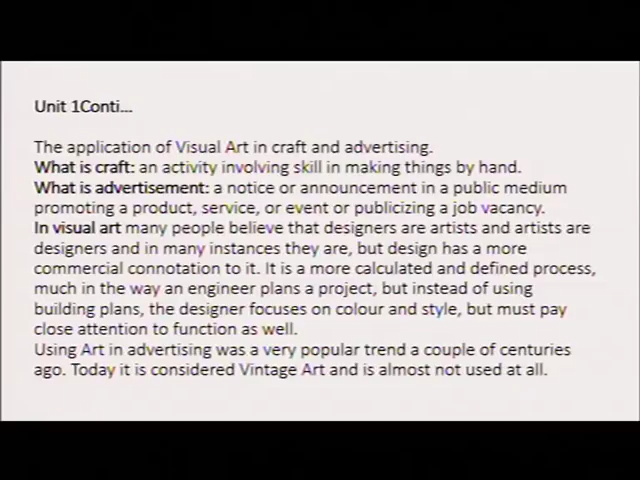 Unit 1Conti...
The application of Visual Art in craft and advertising.
What is craft: an activity involving skill in making things by hand.
What is advertisement: a notice or announcement in a public medium
promoting a product, service, or event or publicizing a job vacancy.
In visual art many people believe that designers are artists and artists are
designers and in many instances they are, but design has a more
commercial connotation to it. It is a more calculated and defined process,
much in the way an engineer plans a project, but instead of using
building plans, the designer focuses on colour and style, but must pay
close attention to function as well.
Using Art in advertising was a very popular trend a couple of centuries
ago. Today it is considered Vintage Art and is almost not used at all.